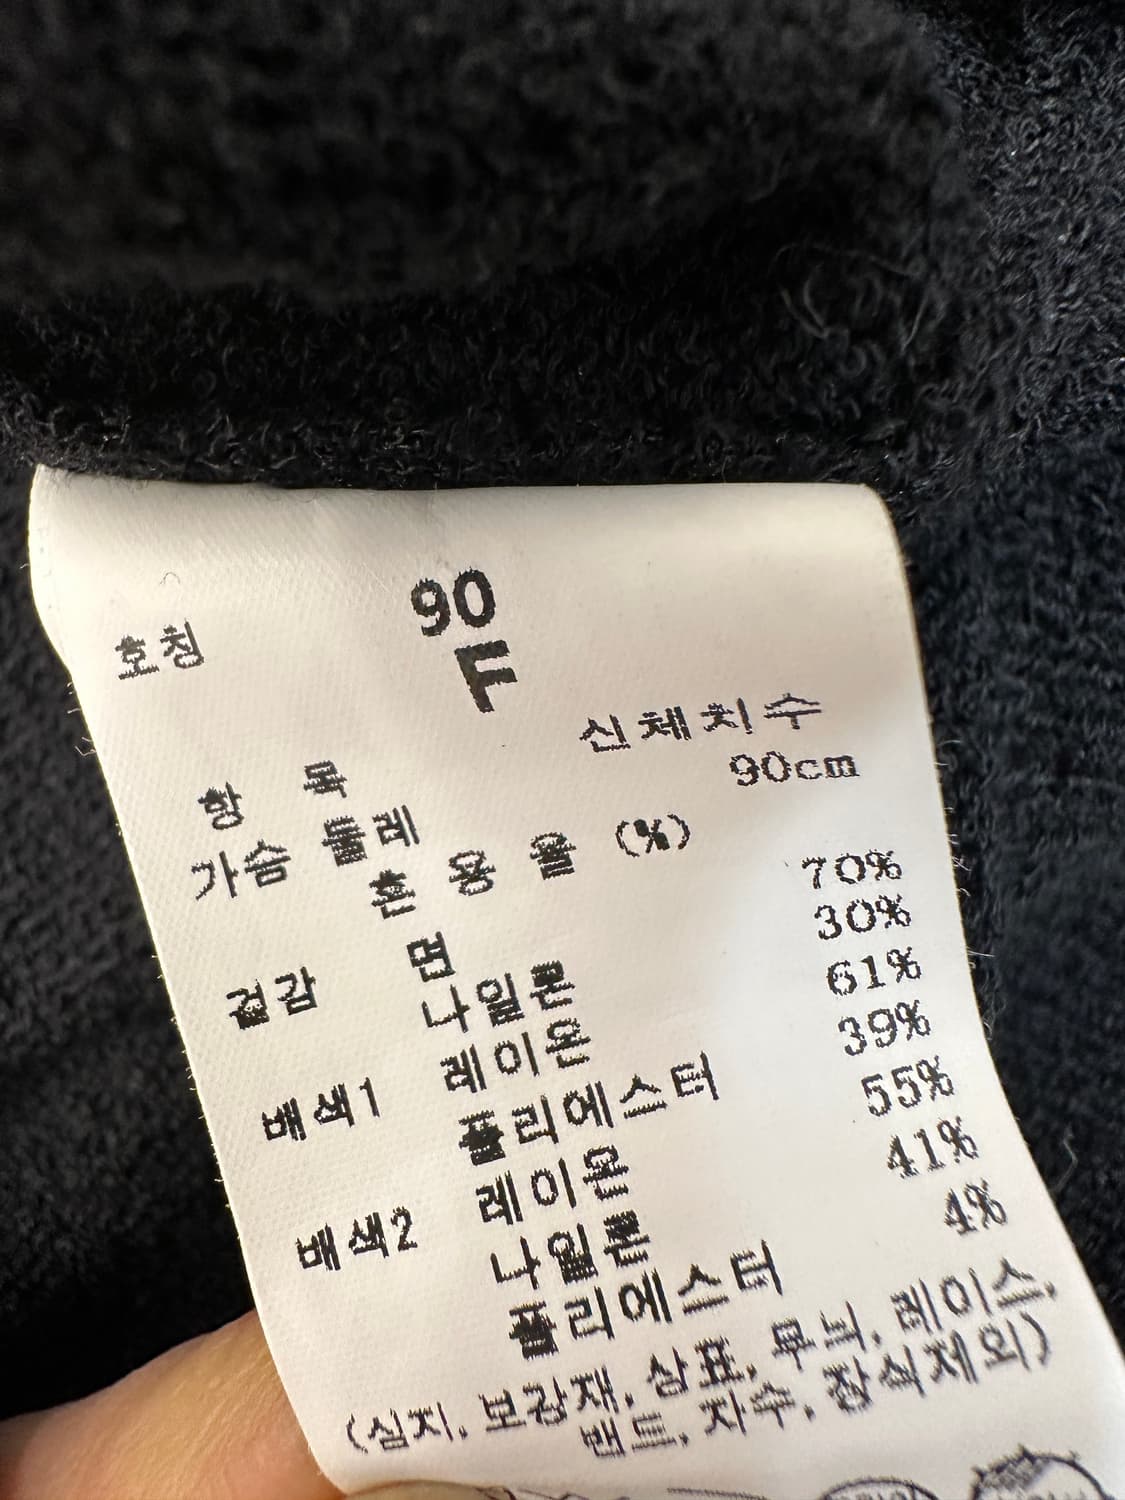 호칭 90
F
항 목 신체치수
가슴 둘레 90cm
혼 용 율 (%)
겉감 면 70%
나일론 30%
배색1 레이온 61%
폴리에스터 39%
배색2 레이온 55%
나일론 41%
폴리에스터 4%
(심지, 보강재, 상표, 무늬, 레이스,
밴드, 자수, 장식제외)